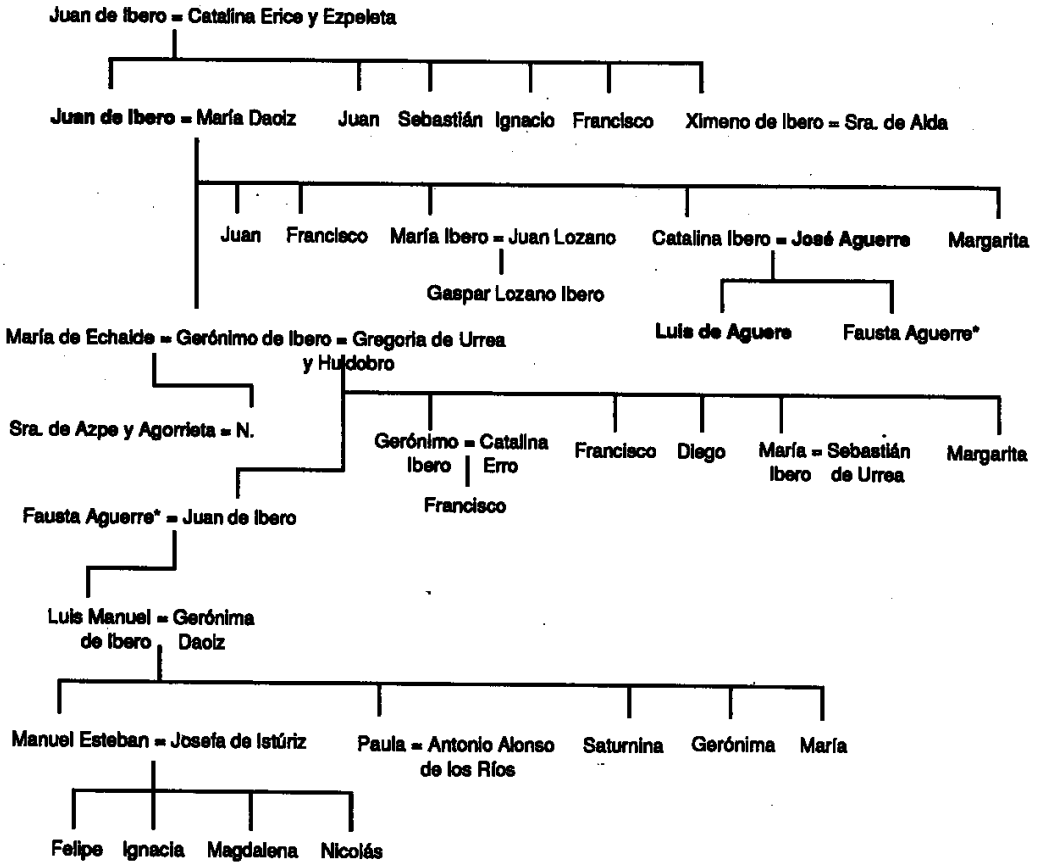 Juan de Ibero = Catalina Erice y Ezpeleta
Juan de Ibero = María Daoiz Juan Sebastián Ignacio Francisco Ximeno de Ibero = Sra. de Alda
Juan Francisco María Ibero = Juan Lozano Catalina Ibero = José Aguerre Margarita
Gaspar Lozano Ibero
Luis de Aguere Fausta Aguerre*
María de Echaide = Gerónimo de Ibero = Gregoria de Urrea
y Huidobro
Sra. de Azpe y Agorrieta = N.
Gerónimo = Catalina Francisco Diego María = Sebastián Margarita
Ibero Erro Ibero de Urrea
Francisco
Fausta Aguerre* = Juan de Ibero
Luis Manuel = Gerónima
de Ibero Daoiz
Manuel Esteban = Josefa de Istúriz Paula = Antonio Alonso Saturnina Gerónima María
de los Ríos
Felipe Ignacia Magdalena Nicolás